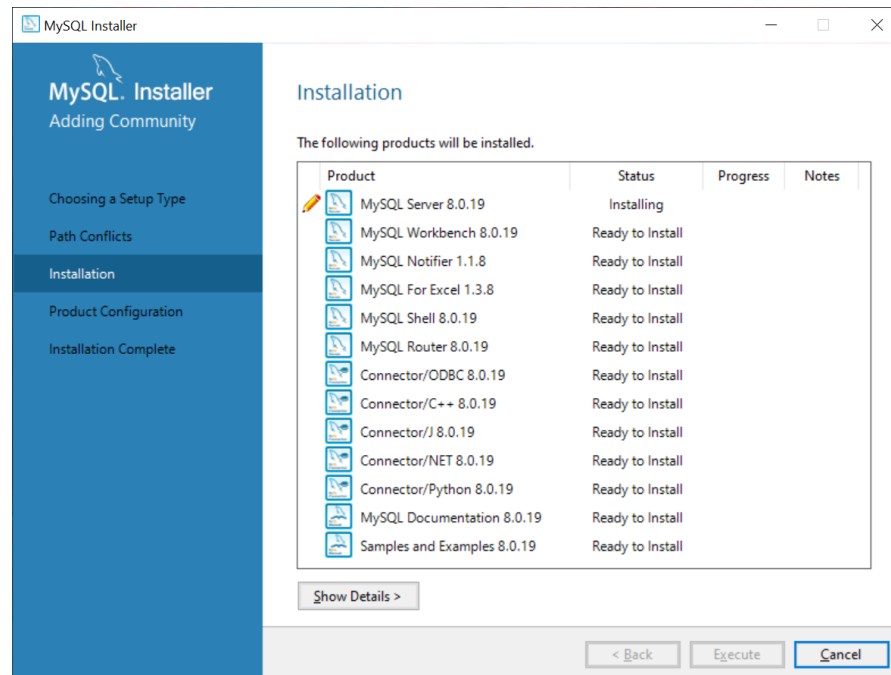 MySQL Installer
MySQL. Installer
Adding Community
Choosing a Setup Type
Path Conflicts
Installation
Product Configuration
Installation Complete
Installation
The following products will be installed.
Product Status Progress Notes
MySQL Server 8.0.19 Installing
MySQL Workbench 8.0.19 Ready to Install
MySQL Notifier 1.1.8 Ready to Install
MySQL For Excel 1.3.8 Ready to Install
MySQL Shell 8.0.19 Ready to Install
MySQL Router 8.0.19 Ready to Install
Connector/ODBC 8.0.19 Ready to Install
Connector/C++ 8.0.19 Ready to Install
Connector/J 8.0.19 Ready to Install
Connector/NET 8.0.19 Ready to Install
Connector/Python 8.0.19 Ready to Install
MySQL Documentation 8.0.19 Ready to Install
Samples and Examples 8.0.19 Ready to Install
Show Details >
< Back Execute Cancel